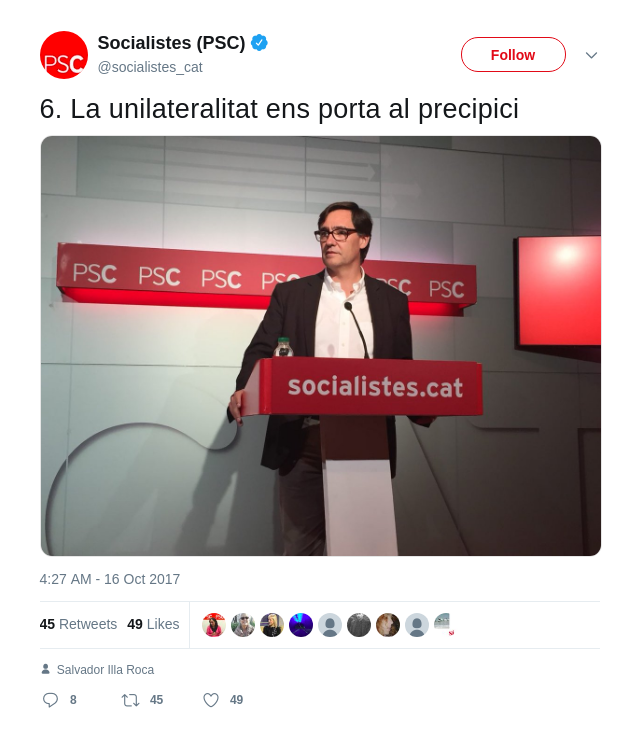 PSC
Socialistes (PSC)
@socialistes_cat
Follow
6. La unilateralitat ens porta al precipici
PSC PSC PSC PSC PSC PSC
socialistes.cat
4:27 AM - 16 Oct 2017
45 Retweets 49 Likes
Salvador Illa Roca
8 45 49